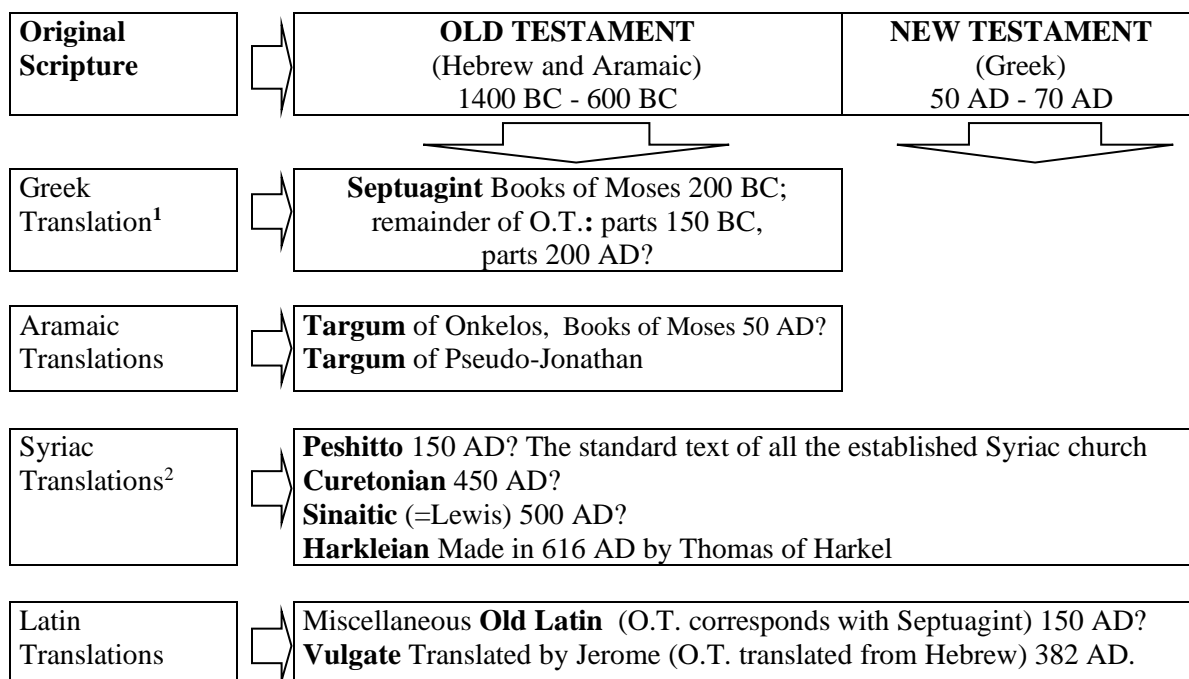 Original
Scripture
OLD TESTAMENT
(Hebrew and Aramaic)
1400 BC - 600 BC
NEW TESTAMENT
(Greek)
50 AD - 70 AD
Greek
Translation¹
Septuagint Books of Moses 200 BC;
remainder of O.T.: parts 150 BC,
parts 200 AD?
Aramaic
Translations
Targum of Onkelos, Books of Moses 50 AD?
Targum of Pseudo-Jonathan
Syriac
Translations²
Peshitto 150 AD? The standard text of all the established Syriac church
Curetonian 450 AD?
Sinaitic (=Lewis) 500 AD?
Harkleian Made in 616 AD by Thomas of Harkel
Latin
Translations
Miscellaneous Old Latin (O.T. corresponds with Septuagint) 150 AD?
Vulgate Translated by Jerome (O.T. translated from Hebrew) 382 AD.